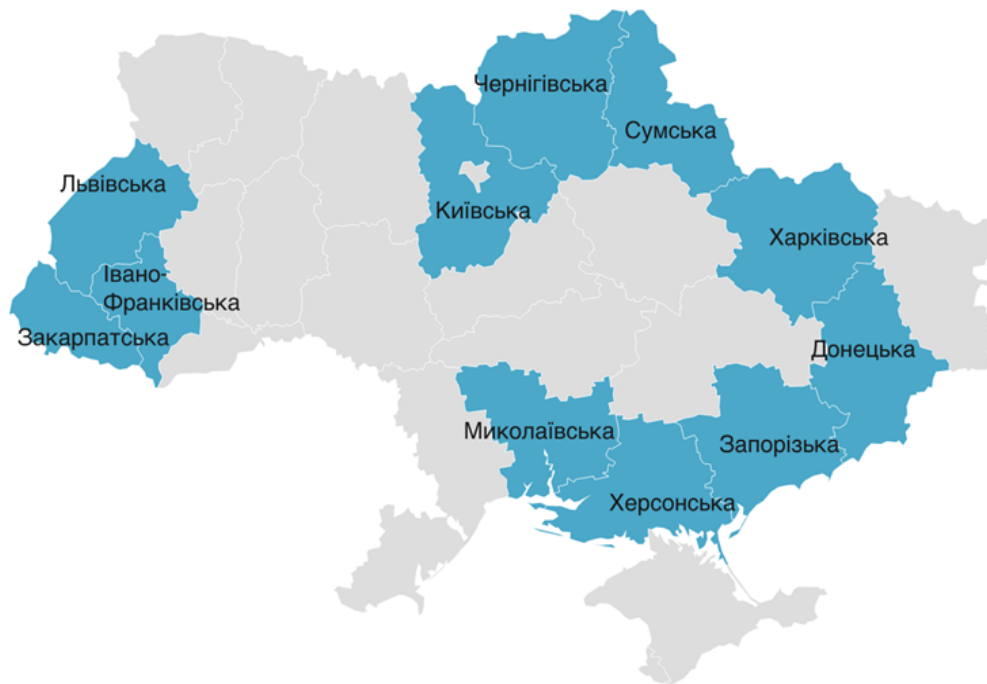 Чернігівська
Сумська
Львівська
Київська
Харківська
Івано-
Франківська
Закарпатська
Донецька
Миколаївська
Запорізька
Херсонська